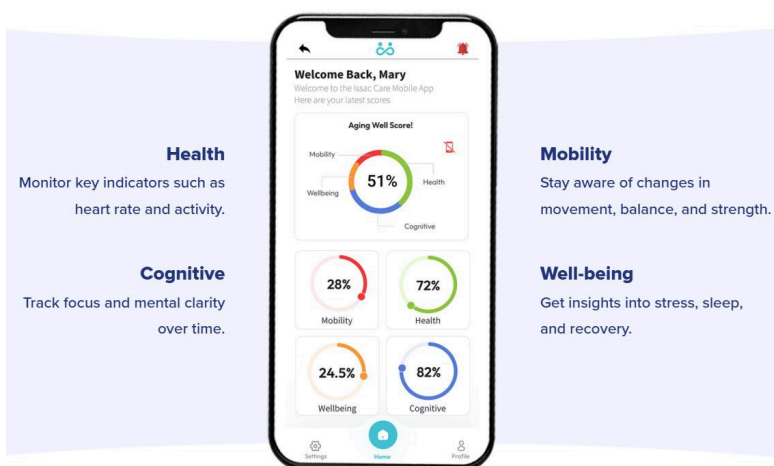 Health
Monitor key indicators such as
heart rate and activity.
Cognitive
Track focus and mental clarity
over time.
Welcome Back, Mary
Welcome to the Issac Care Mobile App
Here are your latest scores
Aging Well Score!
Mobility
Wellbeing
51%
Health
Cognitive
28%
Mobility
72%
Health
24.5%
Wellbeing
82%
Cognitive
Settings
Home
Profile
Mobility
Stay aware of changes in
movement, balance, and strength.
Well-being
Get insights into stress, sleep,
and recovery.